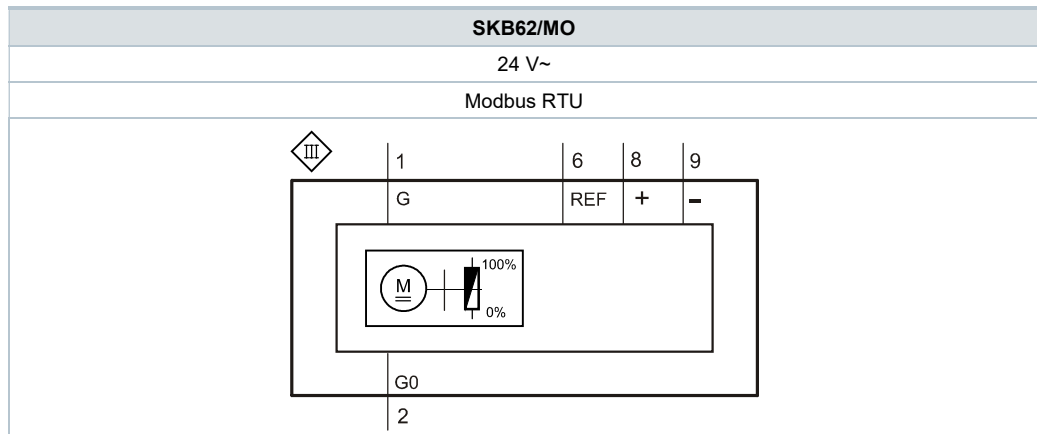 SKB62/MO
24 V~
Modbus RTU
III
1 6 8 9
G REF + -
100%
M
0%
G0
2